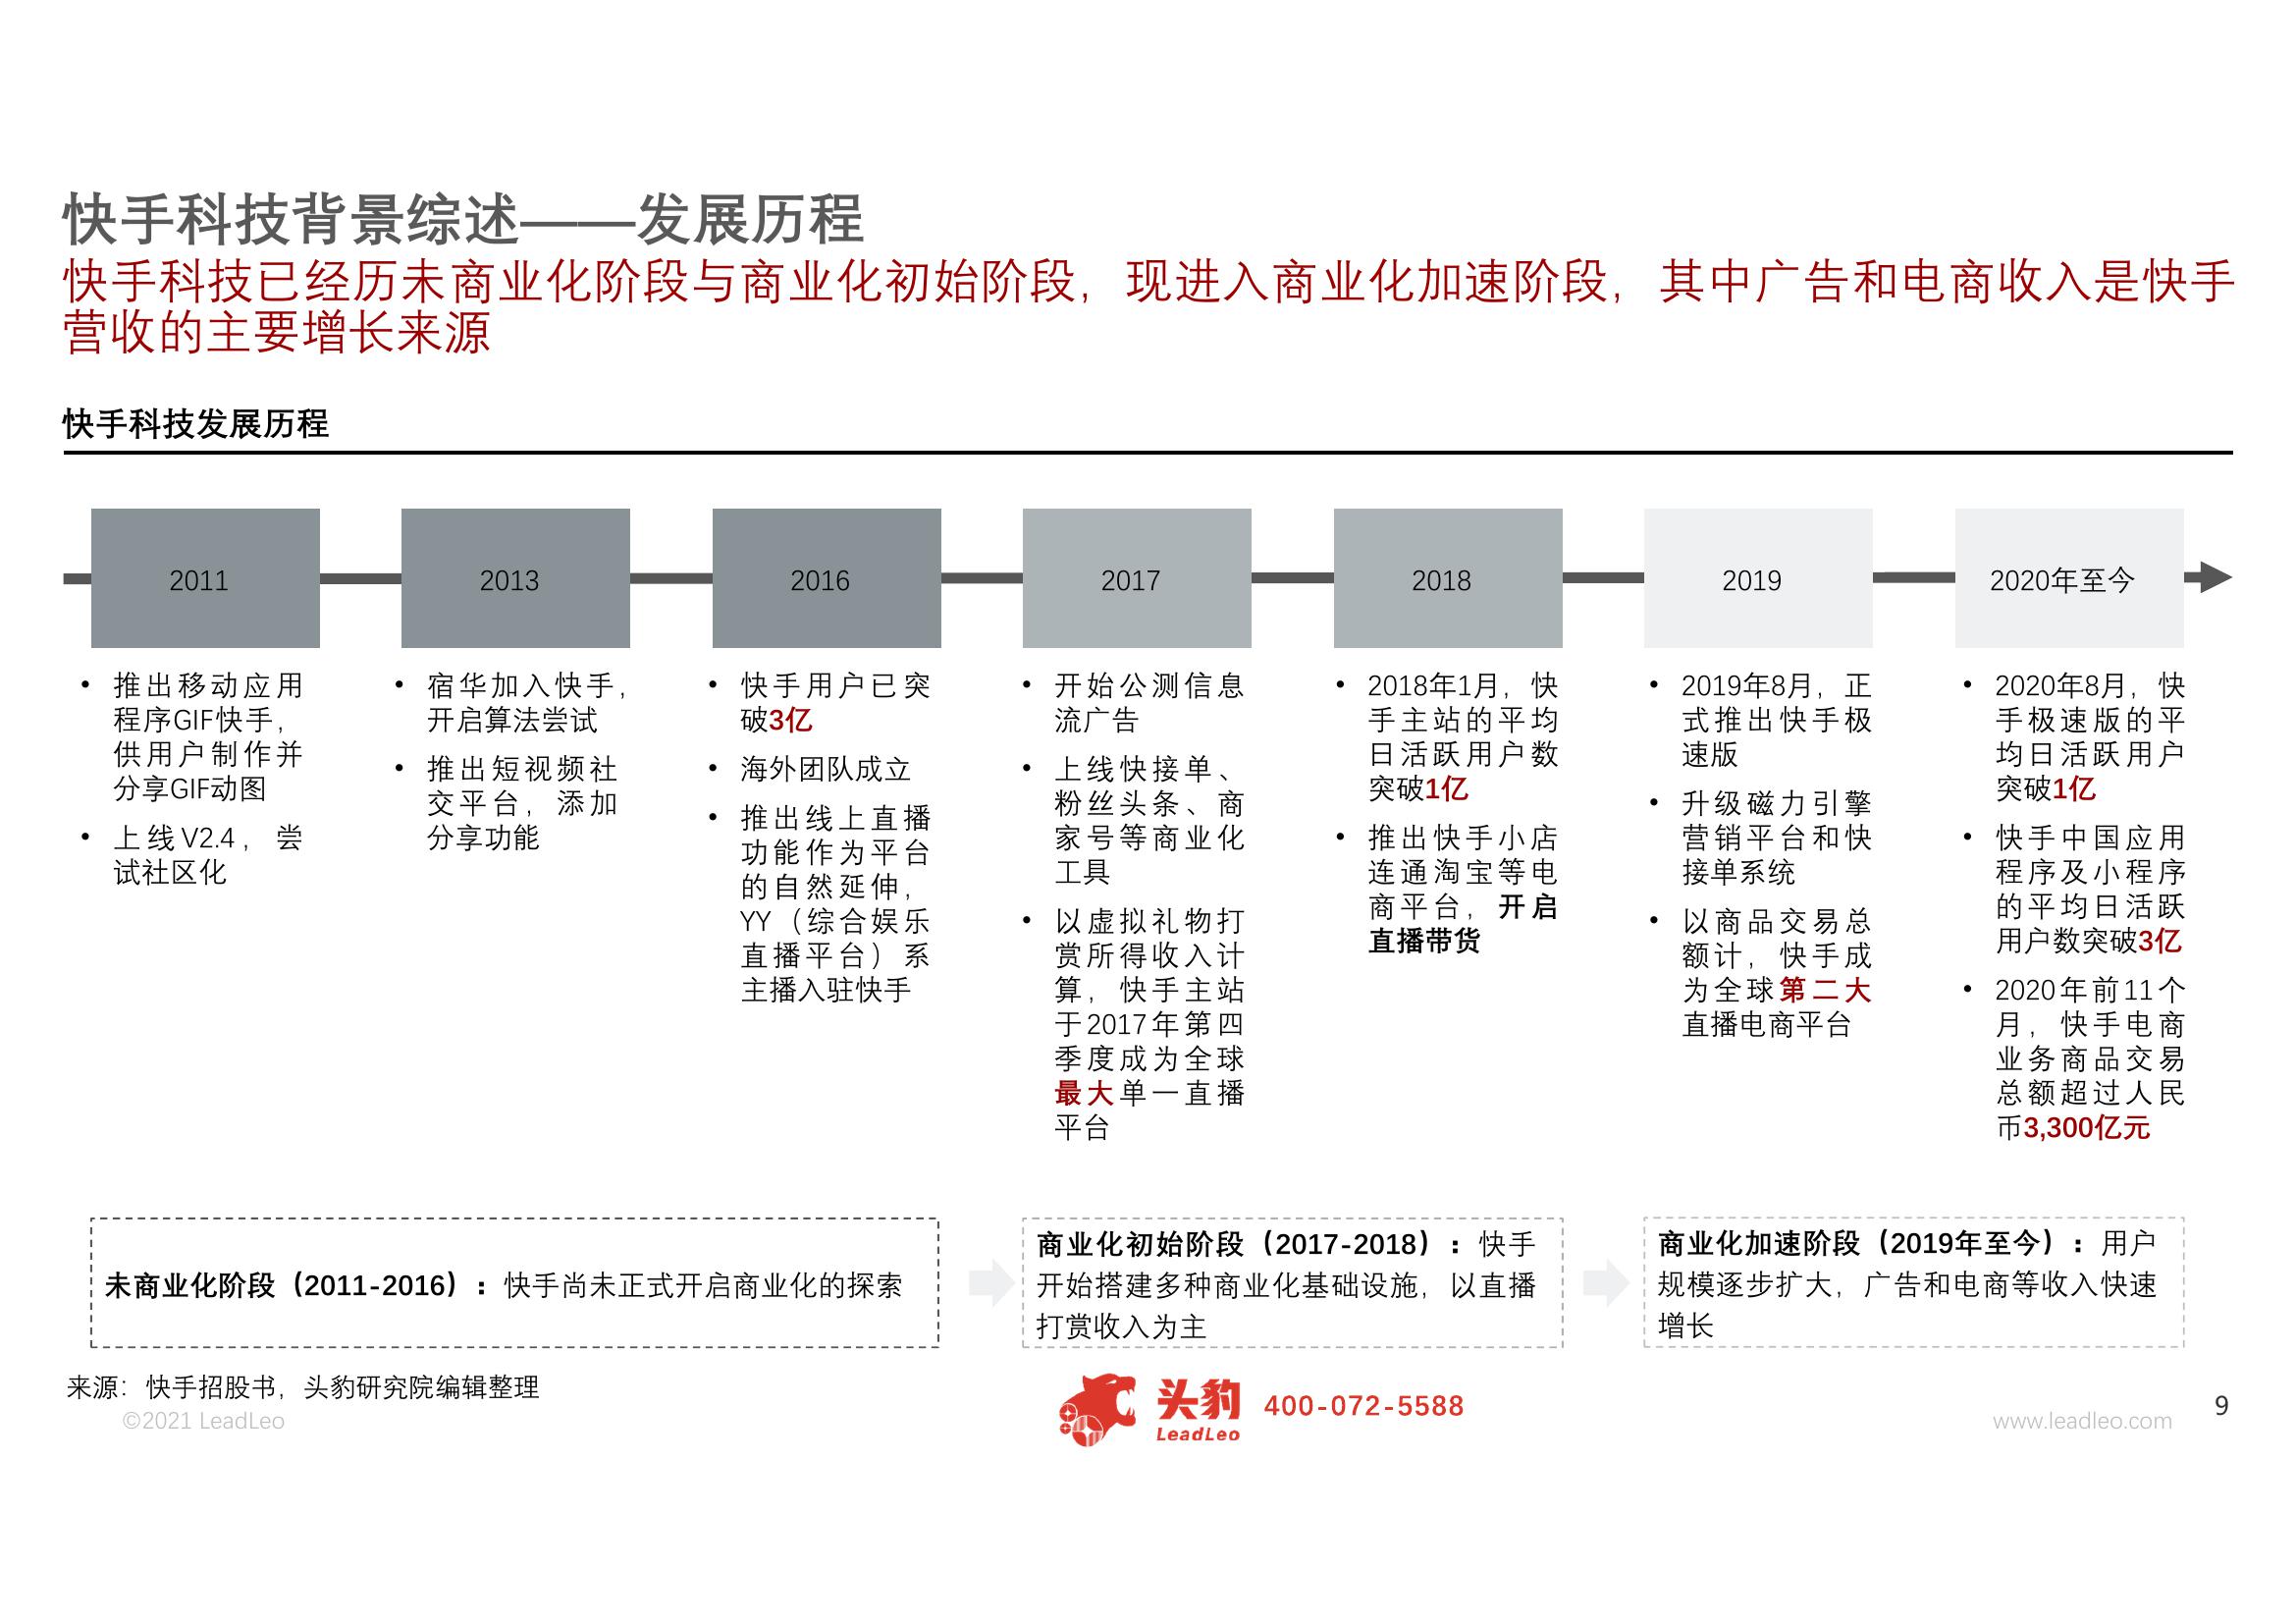 快手科技背景综述——发展历程
快手科技已经历未商业化阶段与商业化初始阶段，现进入商业化加速阶段，其中广告和电商收入是快手
营收的主要增长来源
快手科技发展历程
2011
2013
2016
2017
2018
2019
2020年至今
• 推出移动应用
程序GIF快手，
供用户制作并
分享GIF动图
• 上线V2.4，尝
试社区化
• 宿华加入快手，
开启算法尝试
• 推出短视频社
交平台，添加
分享功能
• 快手用户已突
破3亿
• 海外团队成立
• 推出线上直播
功能作为平台
的自然延伸，
YY（综合娱乐
直播平台）系
主播入驻快手
• 开始公测信息
流广告
• 上线快接单、
粉丝头条、商
家号等商业化
工具
• 以虚拟礼物打
赏所得收入计
算，快手主站
于2017年第四
季度成为全球
最大单一直播
平台
• 2018年1月，快
手主站的平均
日活跃用户数
突破1亿
• 推出快手小店
连通淘宝等电
商平台，开启
直播带货
• 2019年8月，正
式推出快手极
速版
• 升级磁力引擎
营销平台和快
接单系统
• 以商品交易总
额计，快手成
为全球第二大
直播电商平台
• 2020年8月，快
手极速版的平
均日活跃用户
突破1亿
• 快手中国应用
程序及小程序
的平均日活跃
用户数突破3亿
• 2020年前11个
月，快手电商
业务商品交易
总额超过人民
币3,300亿元
未商业化阶段（2011-2016）：快手尚未正式开启商业化的探索
商业化初始阶段（2017-2018）：快手
开始搭建多种商业化基础设施，以直播
打赏收入为主
商业化加速阶段（2019年至今）：用户
规模逐步扩大，广告和电商等收入快速
增长
来源：快手招股书，头豹研究院编辑整理
©2021 LeadLeo
头豹
LeadLeo
400-072-5588
www.leadleo.com
9